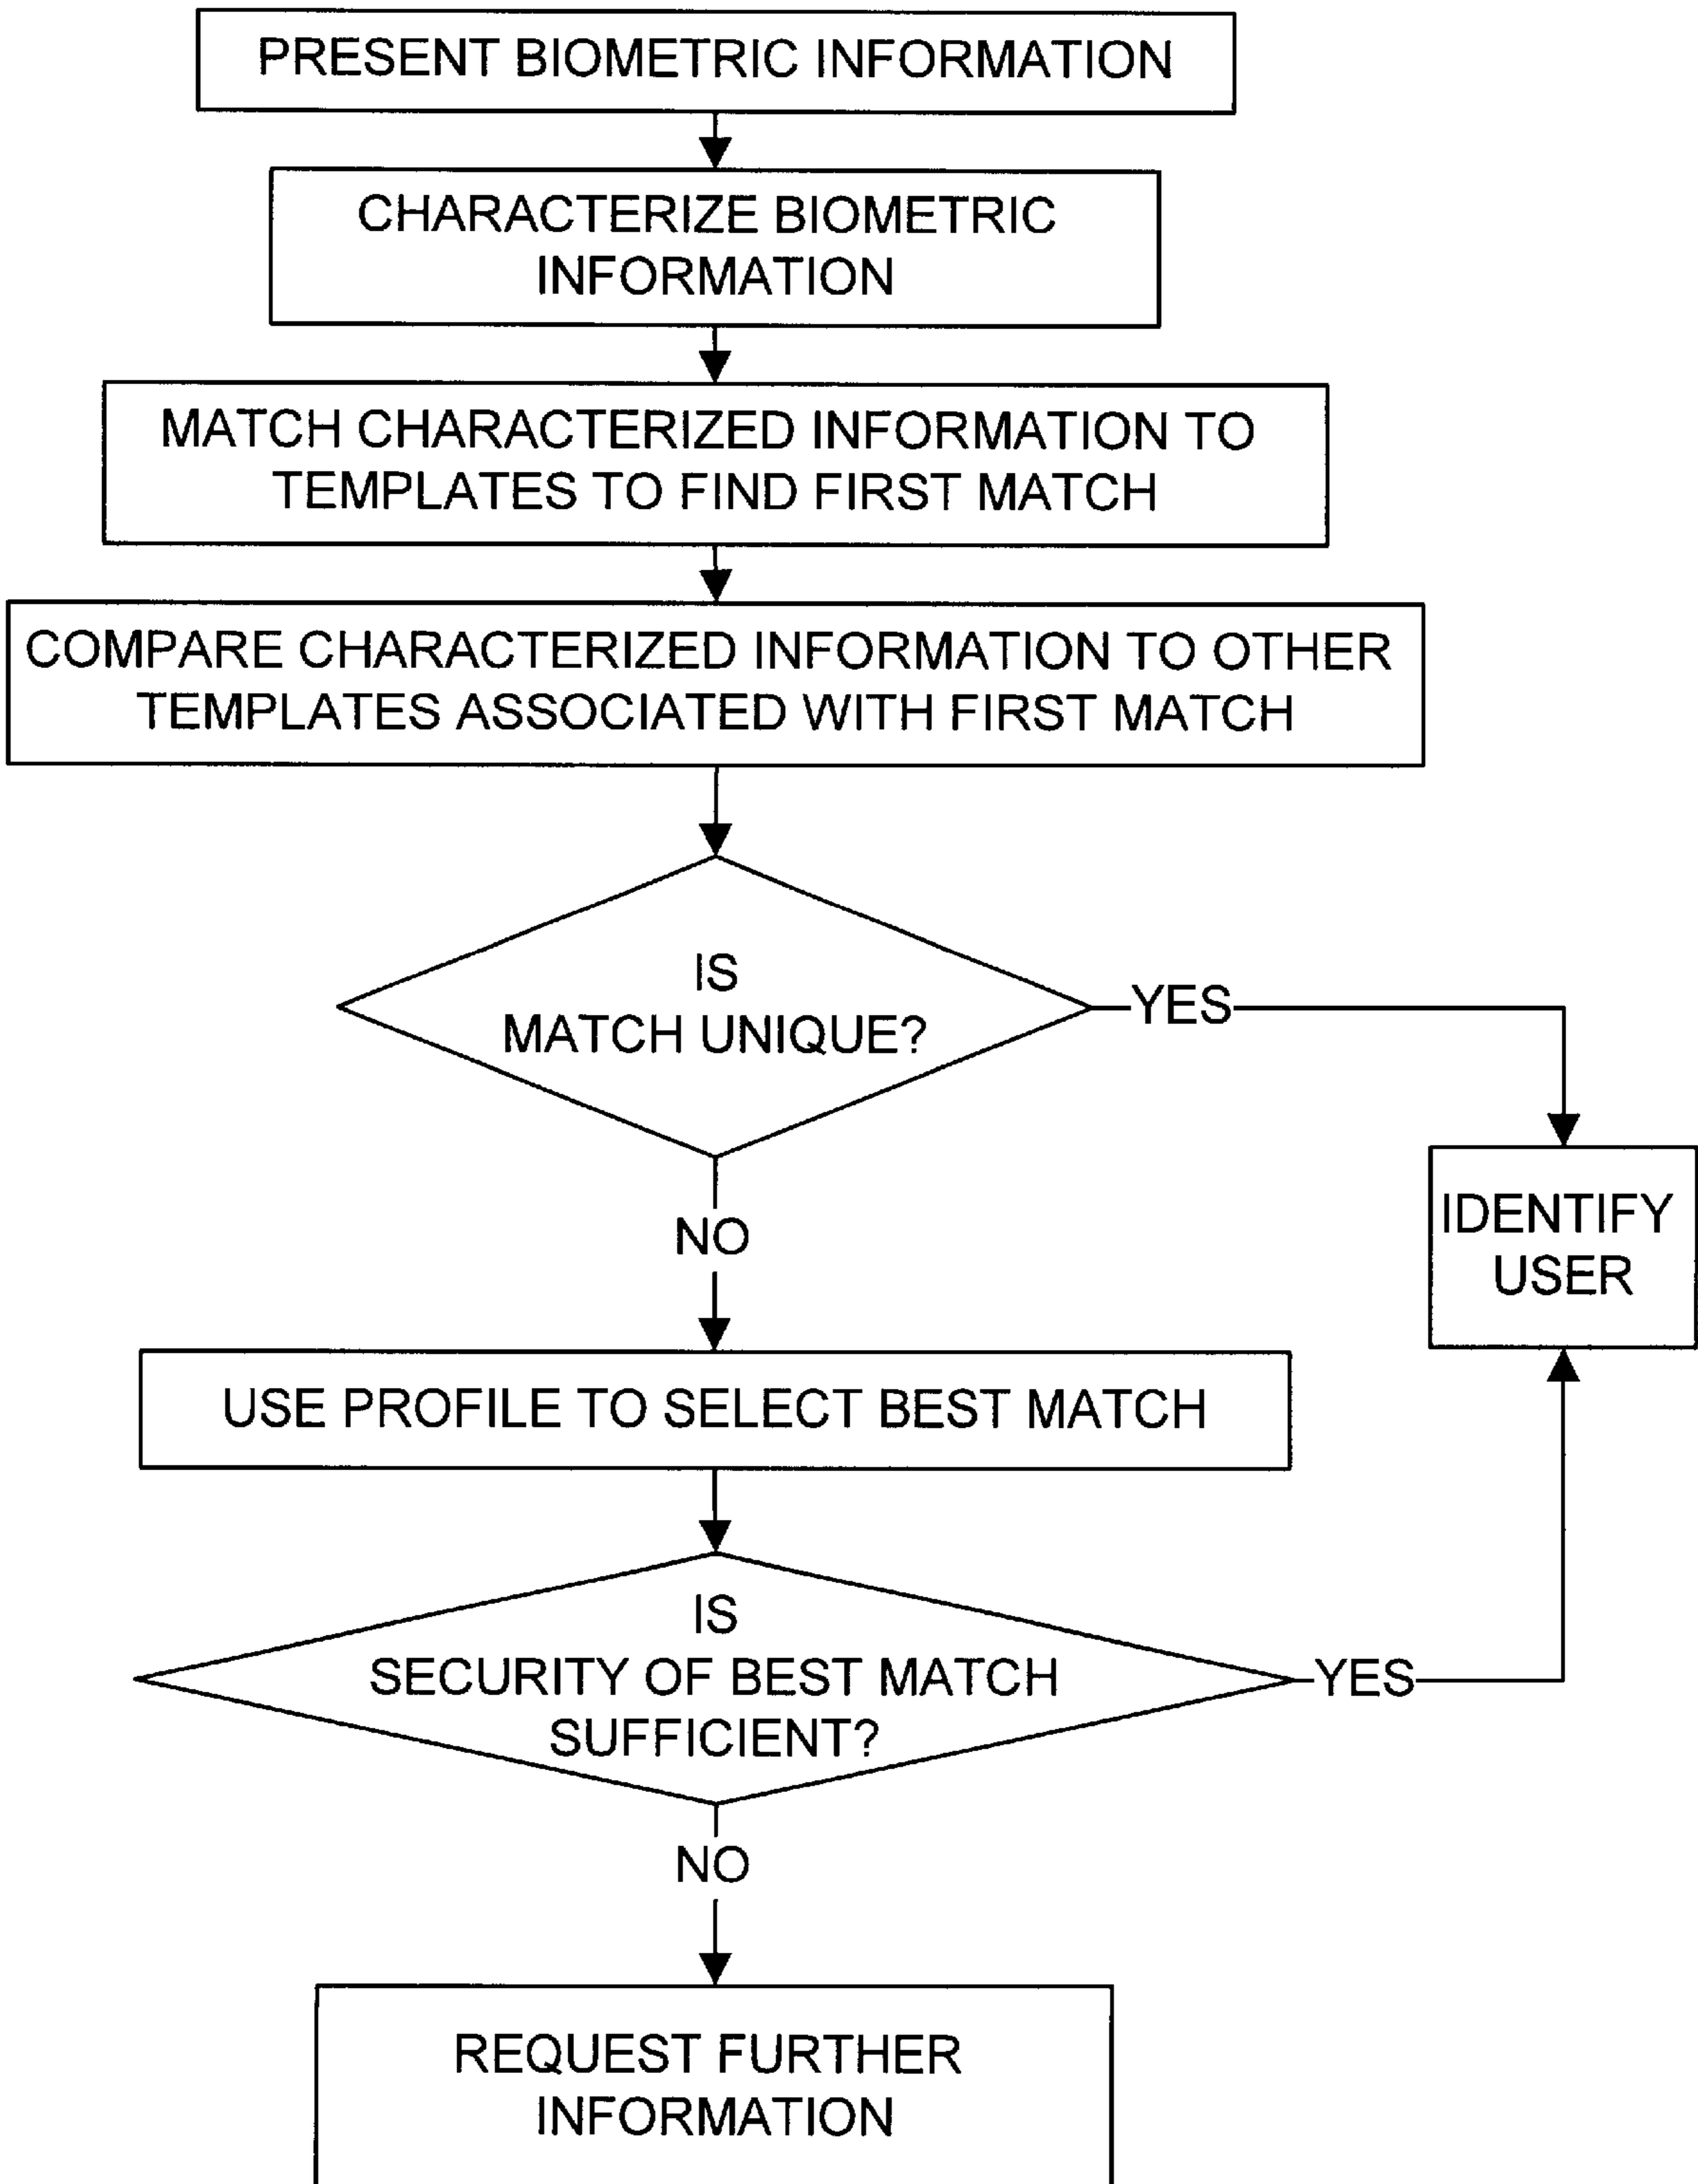 PRESENT BIOMETRIC INFORMATION
CHARACTERIZE BIOMETRIC
INFORMATION
MATCH CHARACTERIZED INFORMATION TO
TEMPLATES TO FIND FIRST MATCH
COMPARE CHARACTERIZED INFORMATION TO OTHER
TEMPLATES ASSOCIATED WITH FIRST MATCH
IS
MATCH UNIQUE?
YES
NO
IDENTIFY
USER
USE PROFILE TO SELECT BEST MATCH
IS
SECURITY OF BEST MATCH
SUFFICIENT?
YES
NO
REQUEST FURTHER
INFORMATION